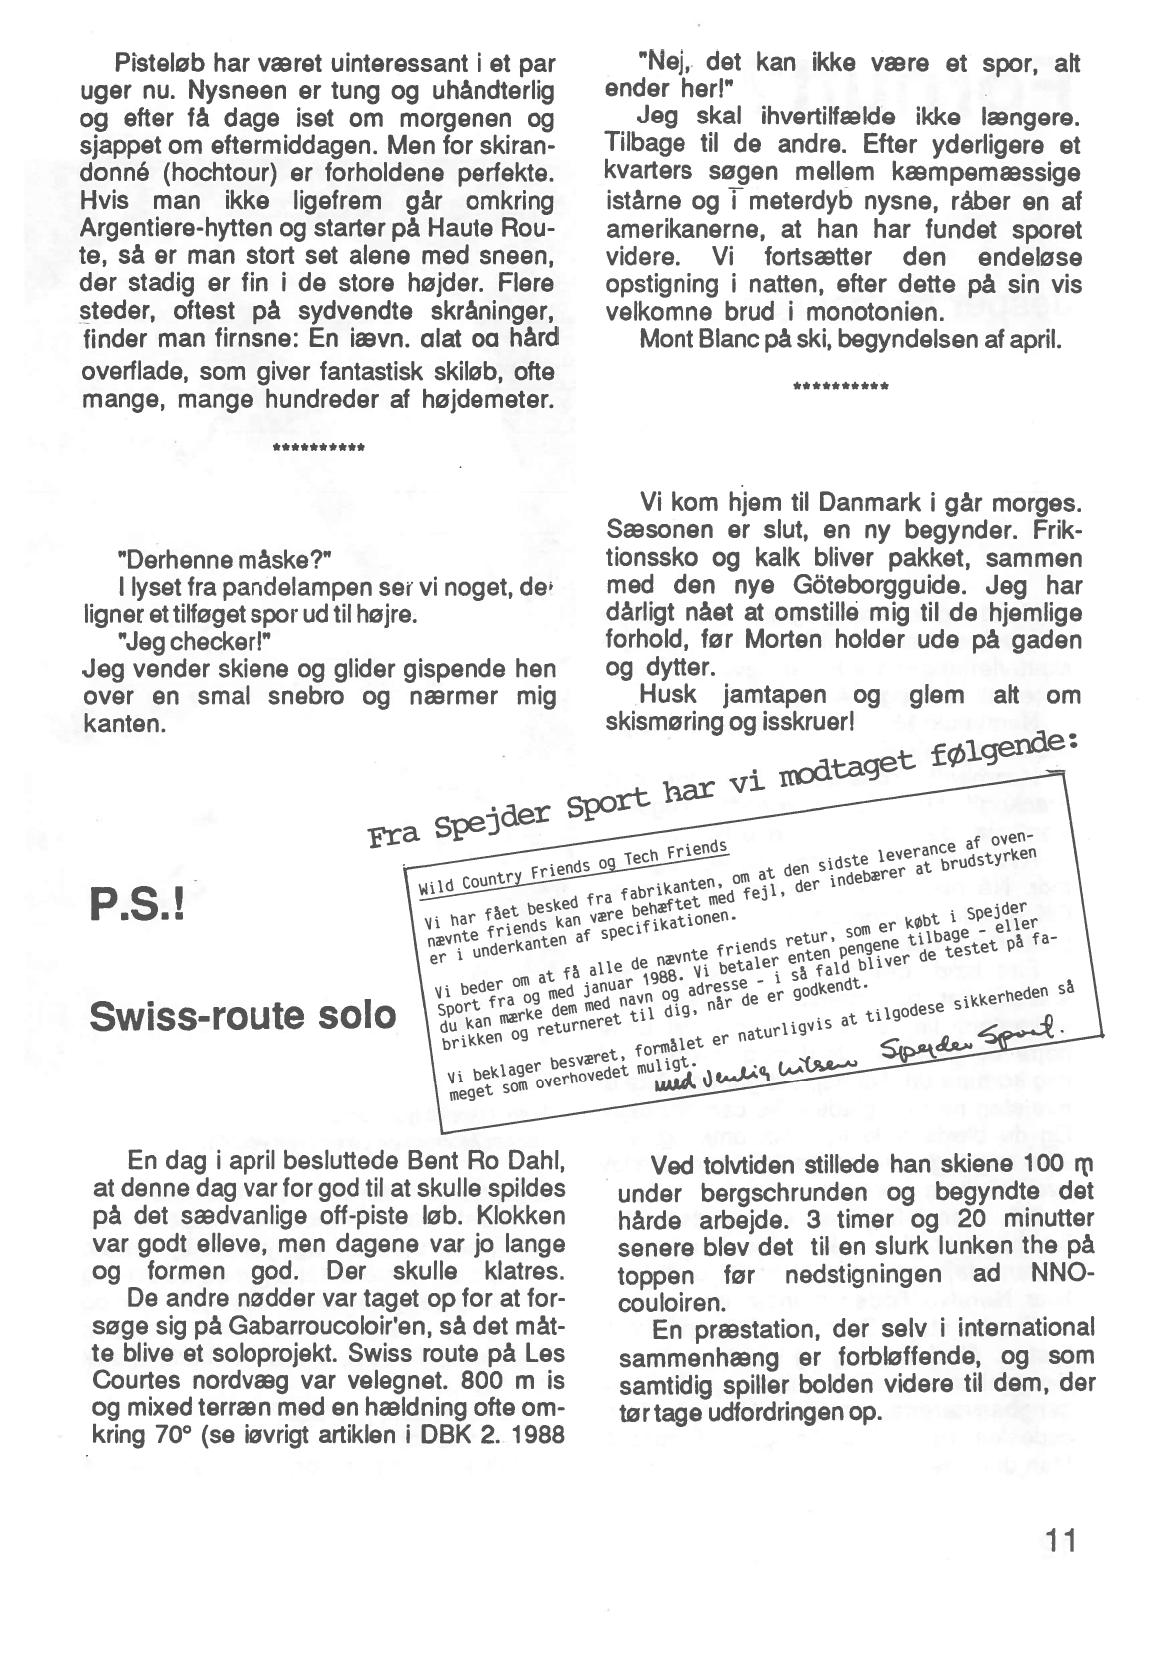 Pisteløb har været uinteressant i et par
uger nu. Nysneen er tung og uhåndterlig
og efter få dage iset om morgenen og
sjappet om eftermiddagen. Men for skiran-
donné (hochtour) er forholdene perfekte.
Hvis man ikke ligefrem går omkring
Argentiere-hytten og starter på Haute Rou-
te, så er man stort set alene med sneen,
der stadig er fin i de store højder. Flere
steder, oftest på sydvendte skråninger,
finder man firnsne: En iævn. glat og hård
overflade, som giver fantastisk skiløb, ofte
mange, mange hundreder af højdemeter.
**********
"Derhenne måske?"
I lyset fra pandelampen ser vi noget, det
ligner et tilføget spor ud til højre.
"Jeg checker!"
Jeg vender skiene og glider gispende hen
over en smal snebro og nærmer mig
kanten.
"Nej, det kan ikke være et spor, alt
ender her!"
Jeg skal ihvertilfælde ikke længere.
Tilbage til de andre. Efter yderligere et
kvarters søgen mellem kæmpemæssige
istårne og i meterdyb nysne, råber en af
amerikanerne, at han har fundet sporet
videre. Vi fortsætter den endeløse
opstigning i natten, efter dette på sin vis
velkomne brud i monotonien.
Mont Blanc på ski, begyndelsen af april.
**********
Vi kom hjem til Danmark i går morges.
Sæsonen er slut, en ny begynder. Frik-
tionssko og kalk bliver pakket, sammen
med den nye Göteborgguide. Jeg har
dårligt nået at omstille mig til de hjemlige
forhold, før Morten holder ude på gaden
og dytter.
Husk jamtapen og glem alt om
skismøring og isskruer!
Fra Spejder Sport har vi modtaget følgende:
Wild Country Friends og Tech Friends
Vi har fået besked fra fabrikanten, om at den sidste leverance af oven-
nævnte friends kan være behæftet med fejl, der indebærer at brudstyrken
er i underkanten af specifikationen.
Vi beder om at få alle de nævnte friends retur, som er købt i Spejder
Sport fra og med januar 1988. Vi betaler enten pengene tilbage - eller
du kan mærke dem med navn og adresse - i så fald bliver de testet på fa-
brikken og returneret til dig, når de er godkendt.
Vi beklager besværet, formålet er naturligvis at tilgodese sikkerheden så
meget som overhovedet muligt.
med venlig hilsen Spejder Sport.
P.S.!
Swiss-route solo
En dag i april besluttede Bent Ro Dahl,
at denne dag var for god til at skulle spildes
på det sædvanlige off-piste løb. Klokken
var godt elleve, men dagene var jo lange
og formen god. Der skulle klatres.
De andre nødder var taget op for at for-
søge sig på Gabarroucoloir'en, så det måt-
te blive et soloprojekt. Swiss route på Les
Courtes nordvæg var velegnet. 800 m is
og mixed terræn med en hældning ofte om-
kring 70° (se iøvrigt artiklen i DBK 2. 1988
Ved tolvtiden stillede han skiene 100 m
under bergschrunden og begyndte det
hårde arbejde. 3 timer og 20 minutter
senere blev det til en slurk lunken the på
toppen før nedstigningen ad NNO-
couloiren.
En præstation, der selv i international
sammenhæng er forbløffende, og som
samtidig spiller bolden videre til dem, der
tør tage udfordringen op.
11